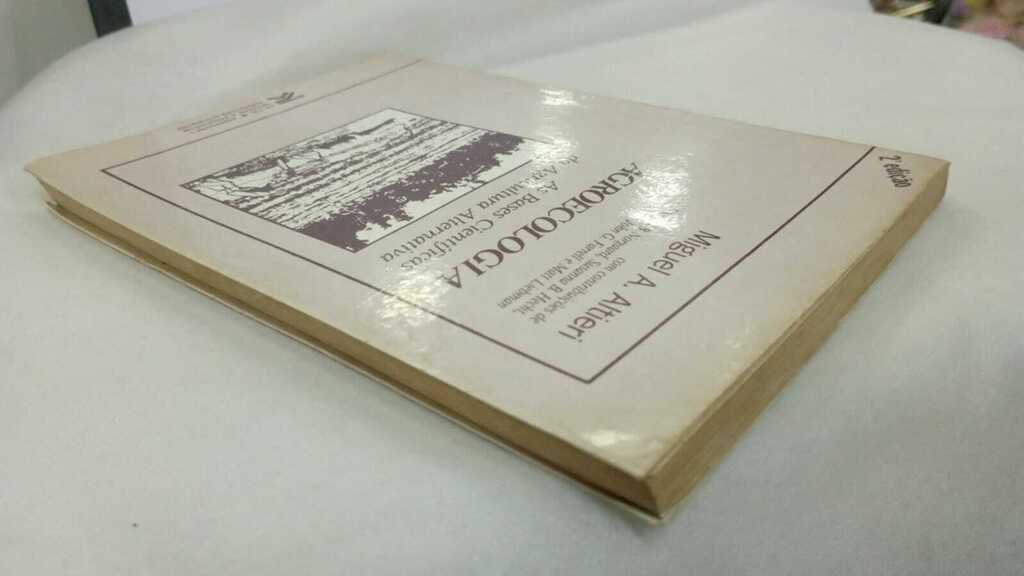 2ª edição
Miguel A. Altieri
com contribuições de
Norgaard, Susanna B. Hecht,
John G. Farrell e Matt Liebman
AGROECOLOGIA
As Bases Científicas
da Agricultura Alternativa